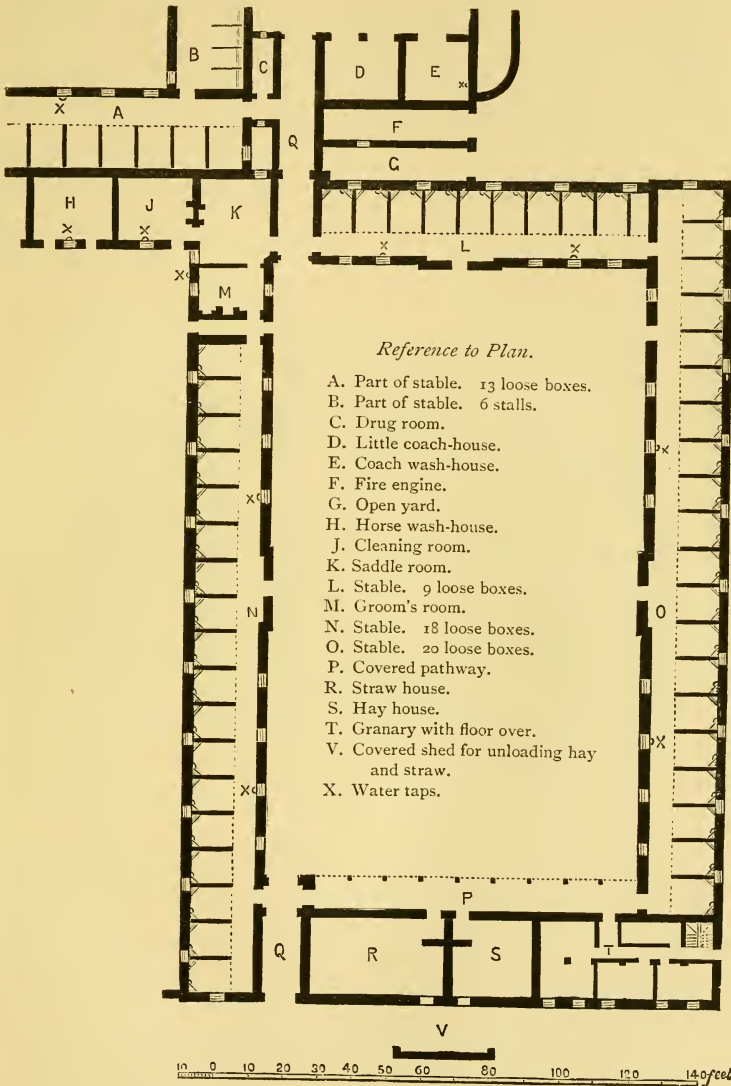 B
C
D
E
X
X
A
F
Q
G
H
J
K
X
X
L
X
X
X
M
Reference to Plan.
A. Part of stable. 13 loose boxes.
B. Part of stable. 6 stalls.
C. Drug room.
D. Little coach-house.
E. Coach wash-house.
F. Fire engine.
G. Open yard.
H. Horse wash-house.
J. Cleaning room.
K. Saddle room.
L. Stable. 9 loose boxes.
M. Groom's room.
N. Stable. 18 loose boxes.
O. Stable. 20 loose boxes.
P. Covered pathway.
R. Straw house.
S. Hay house.
T. Granary with floor over.
V. Covered shed for unloading hay
and straw.
X. Water taps.
X
X
N
O
X
X
P
Q
R
S
T
V
10 0 10 20 30 40 50 60 80 100 120 140 feet